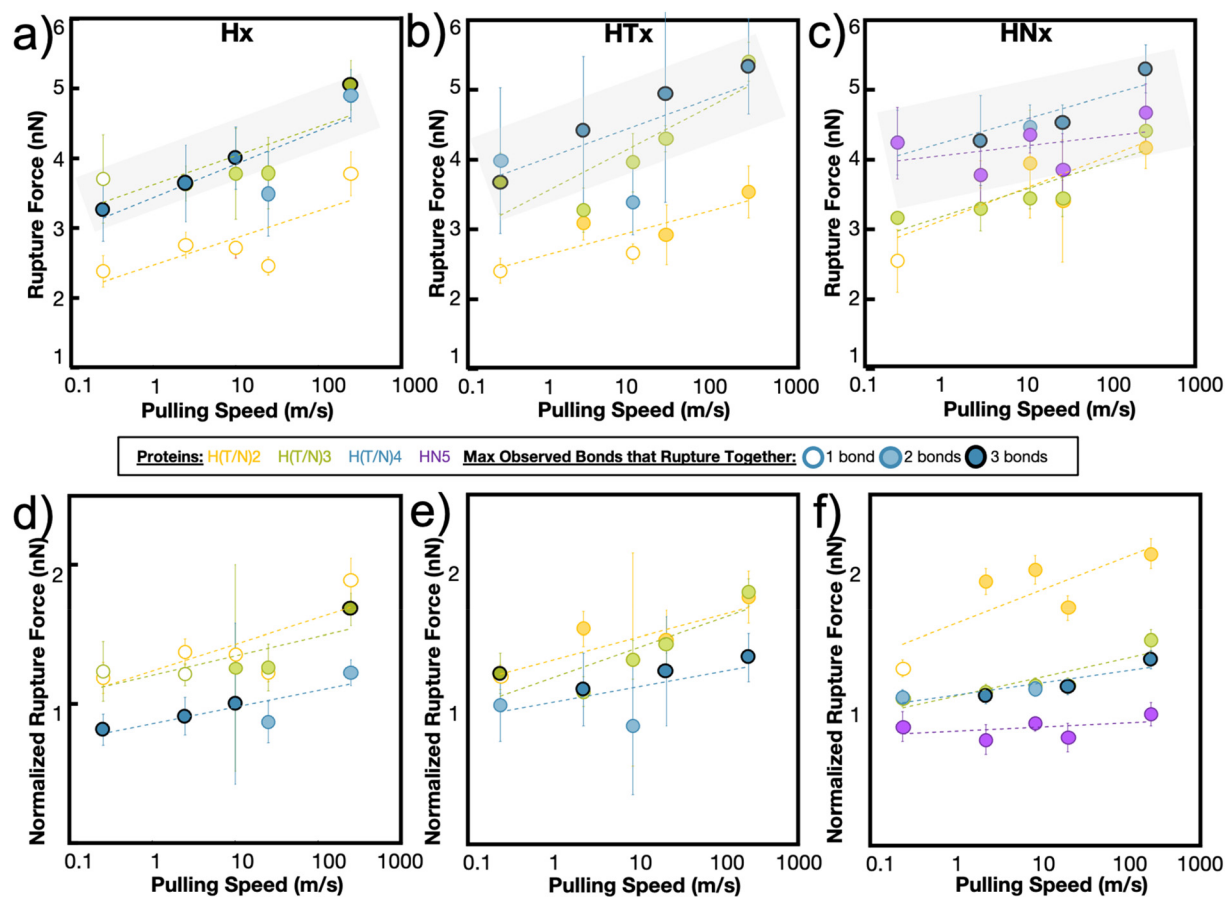 a)
Hx
b)
HTx
c)
HNx
6
5
4
3
2
1
Rupture Force (nN)
0.1 1 10 100 1000
Pulling Speed (m/s)
6
5
4
3
2
1
Rupture Force (nN)
0.1 1 10 100 1000
Pulling Speed (m/s)
6
5
4
3
2
1
Rupture Force (nN)
0.1 1 10 100 1000
Pulling Speed (m/s)
Proteins: H(T/N)2 H(T/N)3 H(T/N)4 HN5 Max Observed Bonds that Rupture Together: 1 bond 2 bonds 3 bonds
d)
e)
f)
2
1
Normalized Rupture Force (nN)
0.1 1 10 100 1000
Pulling Speed (m/s)
2
1
Normalized Rupture Force (nN)
0.1 1 10 100 1000
Pulling Speed (m/s)
2
1
Normalized Rupture Force (nN)
0.1 1 10 100 1000
Pulling Speed (m/s)